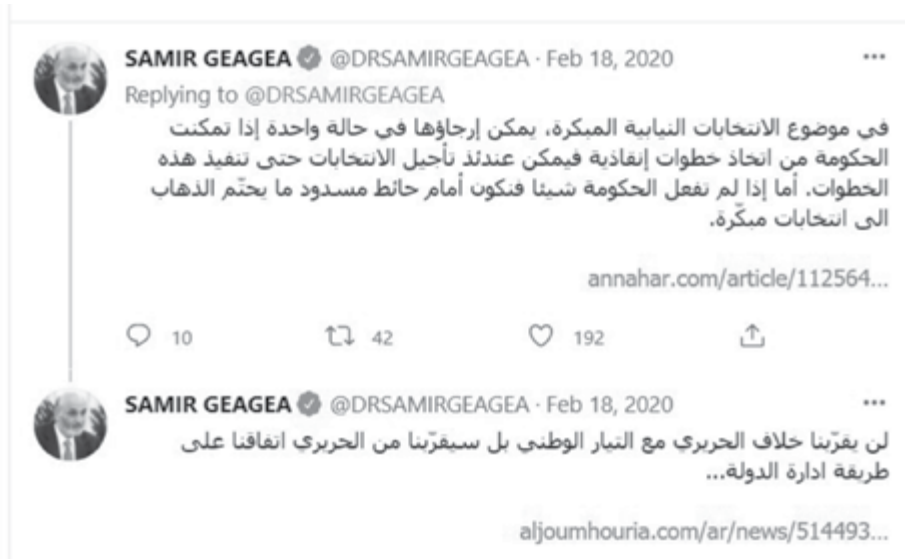 SAMIR GEAGEA @DRSAMIRGEAGEA · Feb 18, 2020
Replying to @DRSAMIRGEAGEA
في موضوع الانتخابات النيابية المبكرة، يمكن إرجاؤها في حالة واحدة إذا تمكنت
الحكومة من اتخاذ خطوات إنقاذية فيمكن عندئذ تأجيل الانتخابات حتى تنفيذ هذه
الخطوات. أما إذا لم تفعل الحكومة شيئا فنكون أمام حائط مسدود ما يحتّم الذهاب
الى انتخابات مبكّرة.
annahar.com/article/112564...
10 42 192
SAMIR GEAGEA @DRSAMIRGEAGEA · Feb 18, 2020
لن يقرّبنا خلاف الحريري مع التيار الوطني بل سيقرّبنا من الحريري اتفاقنا على
طريقة ادارة الدولة...
aljoumhouria.com/ar/news/514493...